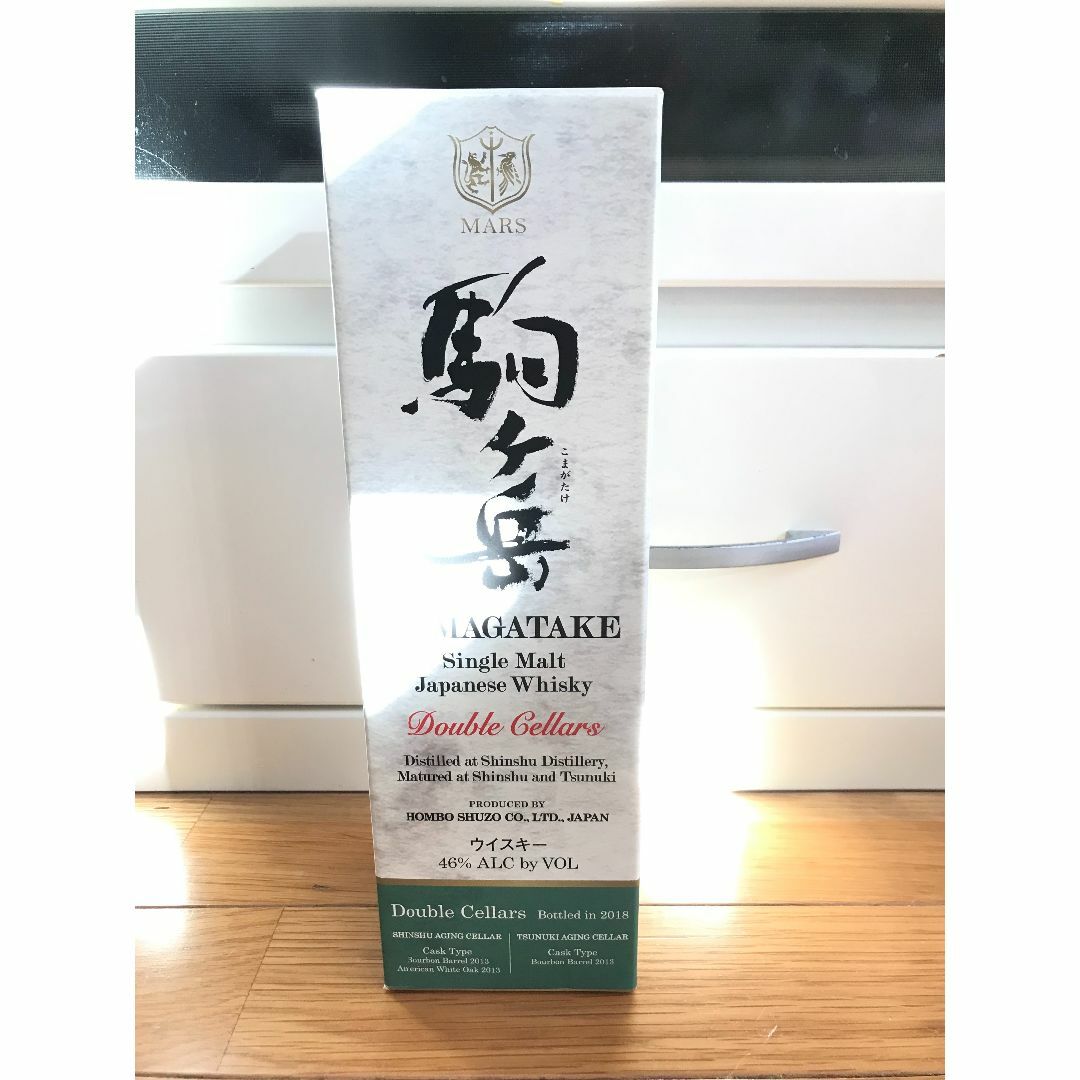 MARS
駒ヶ岳
こまがたけ
MAGATAKE
Single Malt
Japanese Whisky
Double Cellars
Distilled at Shinshu Distillery,
Matured at Shinshu and Tsunuki
PRODUCED BY
HOMBO SHUZO CO., LTD., JAPAN
ウイスキー
46% ALC by VOL
Double Cellars Bottled in 2018
SHINSHU AGING CELLAR
Cask Type
Bourbon Barrel 2013
American White Oak 2013
TSUNUKI AGING CELLAR
Cask Type
Bourbon Barrel 2013